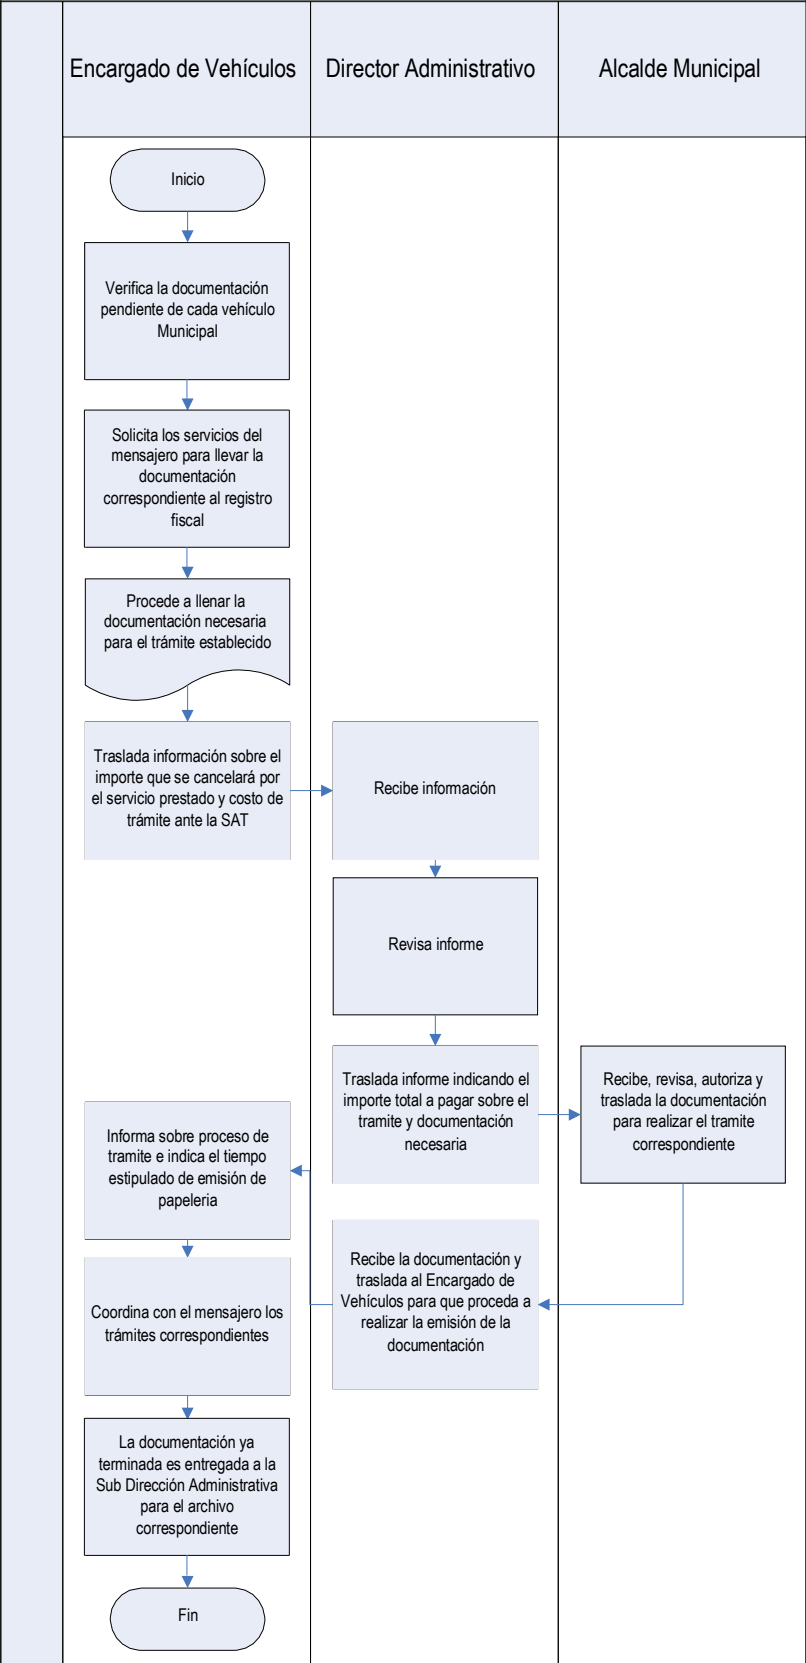 Encargado de Vehículos
Director Administrativo
Alcalde Municipal
Inicio
Verifica la documentación
pendiente de cada vehículo
Municipal
Solicita los servicios del
mensajero para llevar la
documentación
correspondiente al registro
fiscal
Procede a llenar la
documentación necesaria
para el trámite establecido
Traslada información sobre el
importe que se cancelará por
el servicio prestado y costo de
trámite ante la SAT
Recibe información
Revisa informe
Traslada informe indicando el
importe total a pagar sobre el
tramite y documentación
necesaria
Recibe, revisa, autoriza y
traslada la documentación
para realizar el tramite
correspondiente
Recibe la documentación y
traslada al Encargado de
Vehículos para que proceda a
realizar la emisión de la
documentación
Informa sobre proceso de
tramite e indica el tiempo
estipulado de emisión de
papeleria
Coordina con el mensajero los
trámites correspondientes
La documentación ya
terminada es entregada a la
Sub Dirección Administrativa
para el archivo
correspondiente
Fin